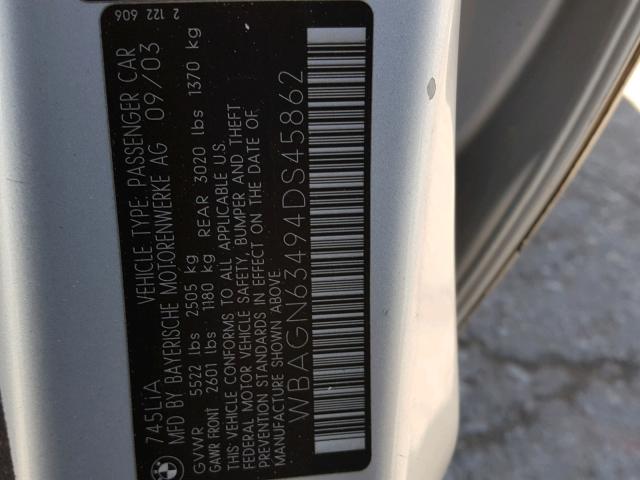 745LiA VEHICLE TYPE: PASSENGER CAR
MFD BY BAYERISCHE MOTORENWERKE AG 09/03
GVWR 5522 lbs 2505 kg
GAWR FRONT 2601 lbs 1180 kg REAR 3020 lbs 1370 kg
THIS VEHICLE CONFORMS TO ALL APPLICABLE U.S.
FEDERAL MOTOR VEHICLE SAFETY, BUMPER AND THEFT
PREVENTION STANDARDS IN EFFECT ON THE DATE OF
MANUFACTURE SHOWN ABOVE
WBAGN63494DS45862
2 122 606